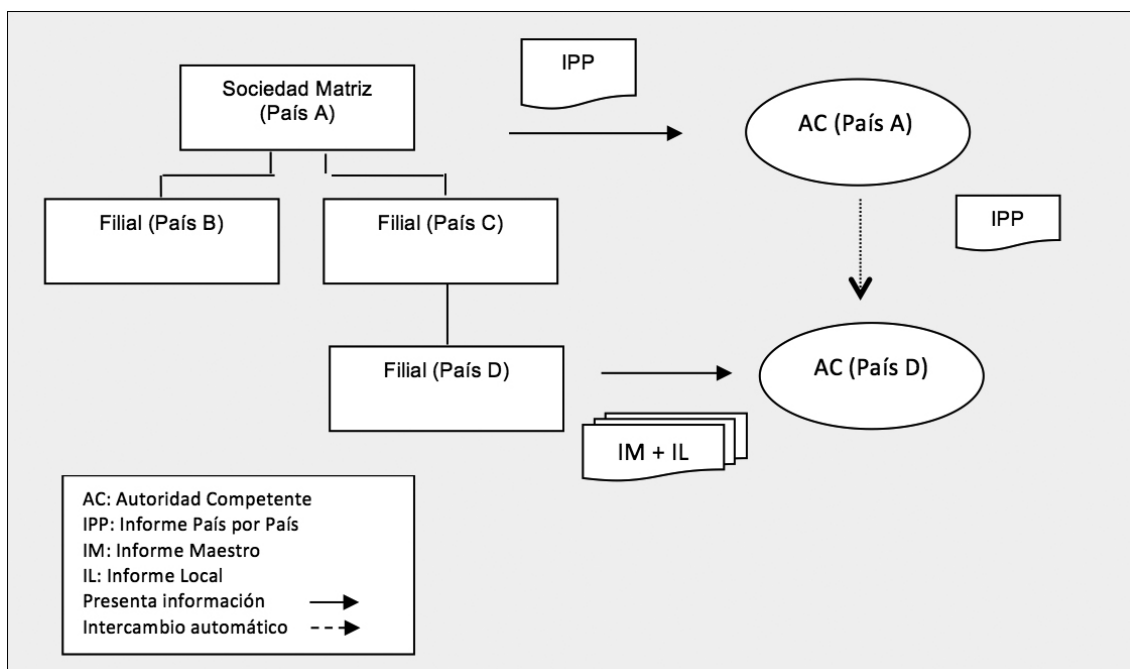 IPP
Sociedad Matriz
(País A)
AC (País A)
Filial (País B)
Filial (País C)
IPP
Filial (País D)
AC (País D)
IM + IL
AC: Autoridad Competente
IPP: Informe País por País
IM: Informe Maestro
IL: Informe Local
Presenta información
Intercambio automático